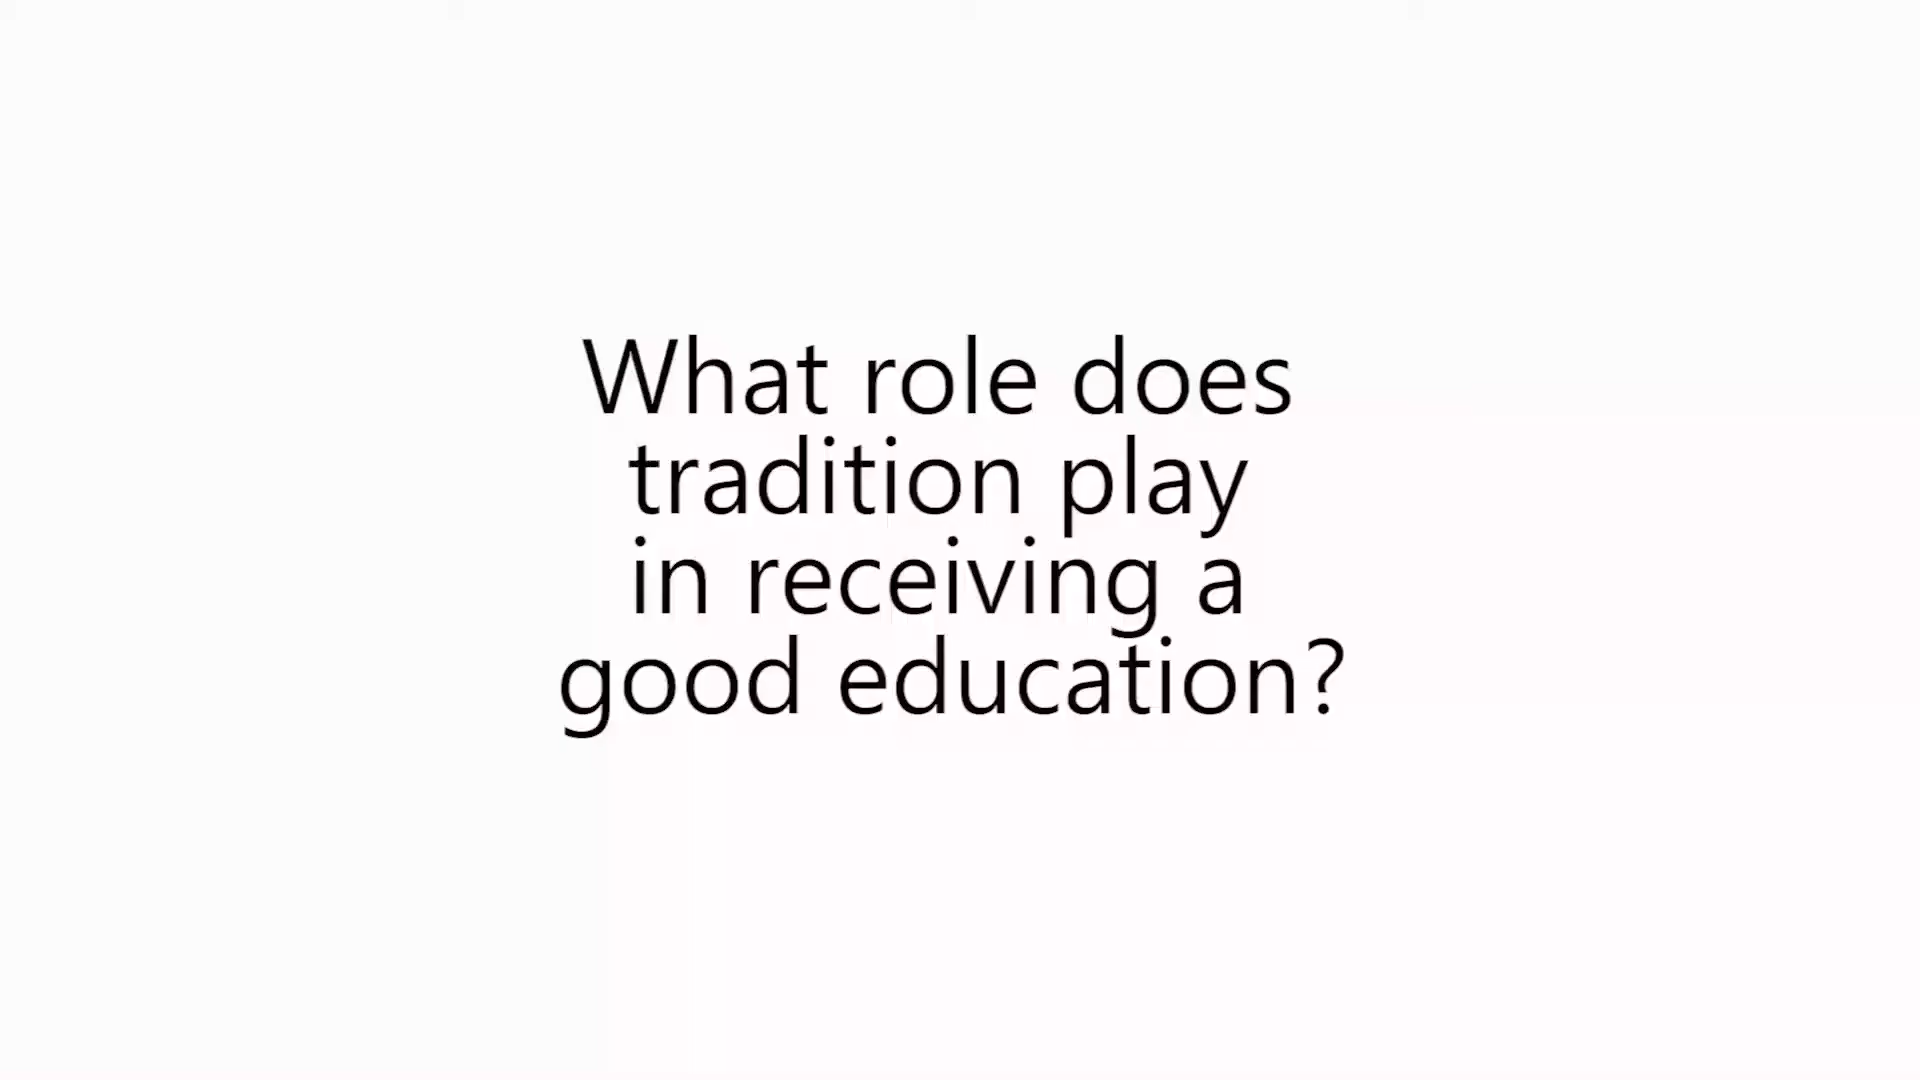 What role does
tradition play
in receiving a
good education?